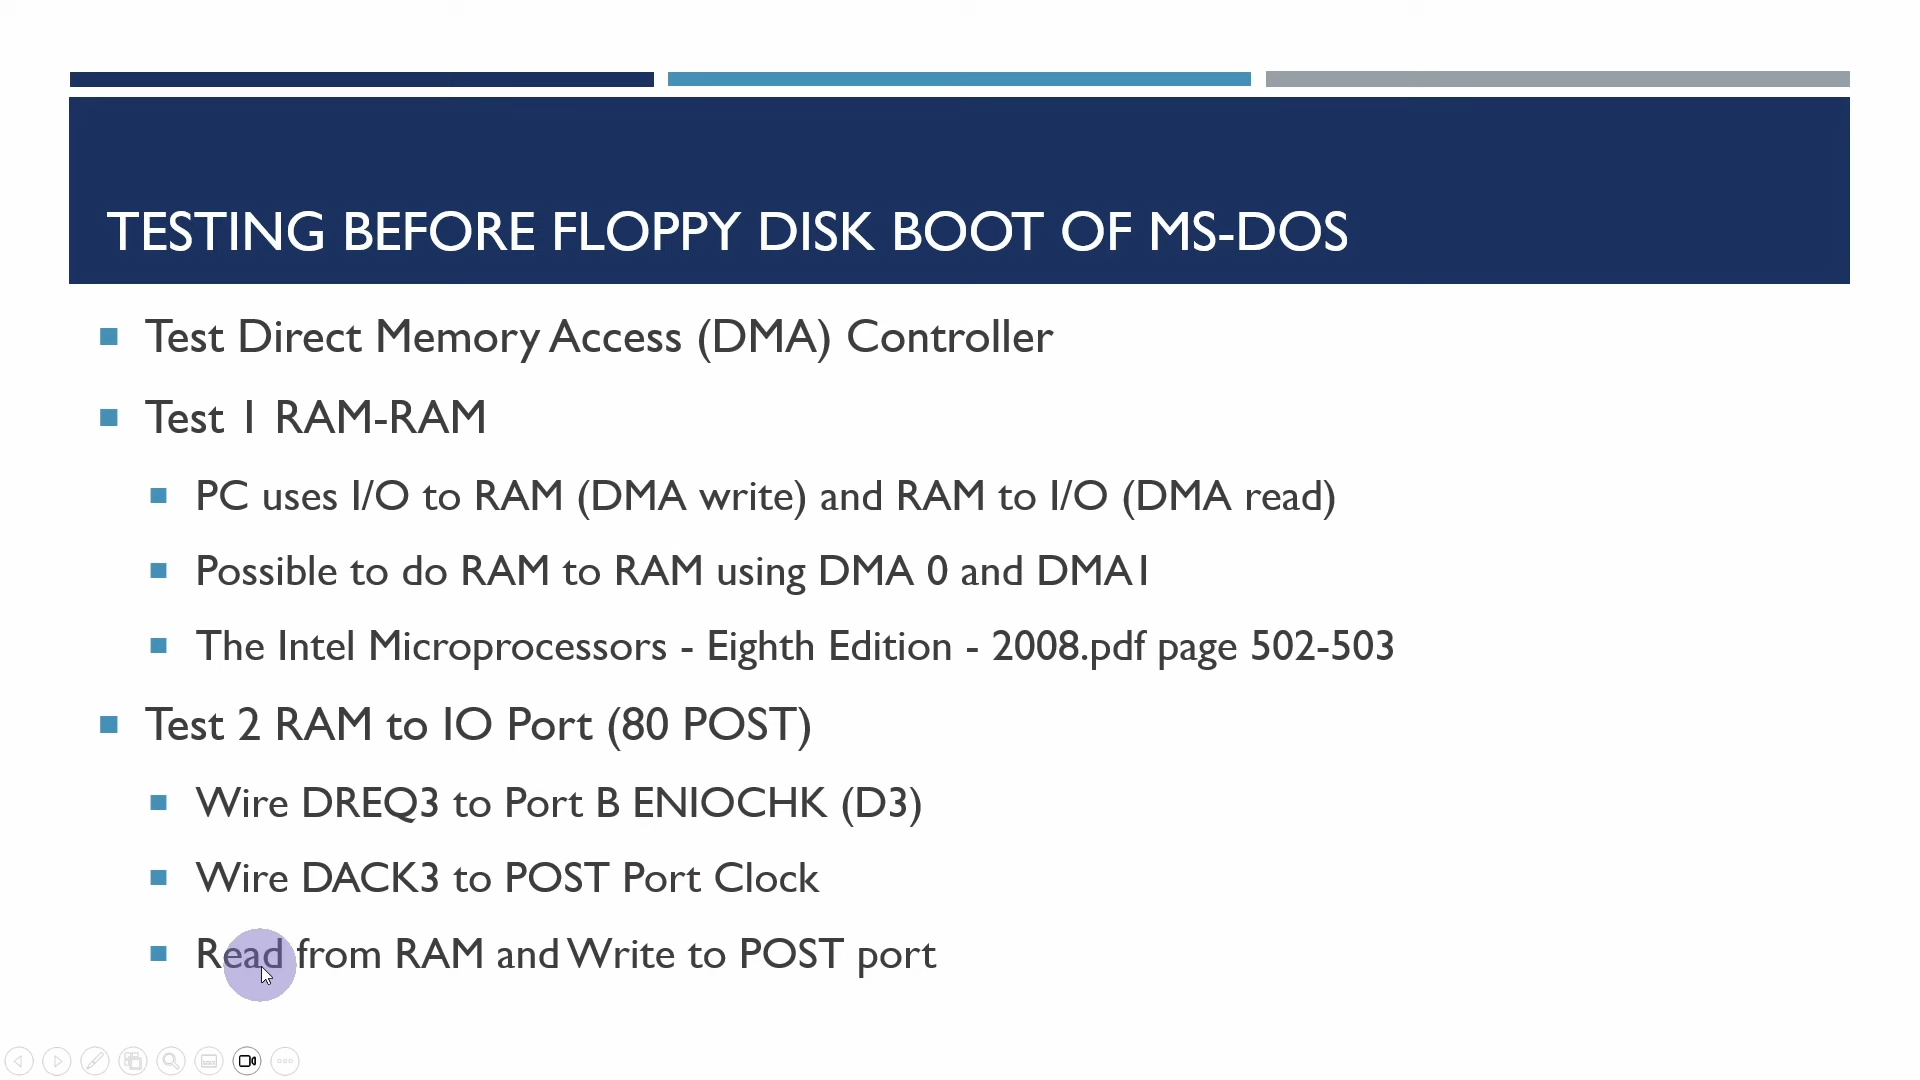 TESTING BEFORE FLOPPY DISK BOOT OF MS-DOS
Test Direct Memory Access (DMA) Controller
Test 1 RAM-RAM
PC uses I/O to RAM (DMA write) and RAM to I/O (DMA read)
Possible to do RAM to RAM using DMA 0 and DMA1
The Intel Microprocessors - Eighth Edition - 2008.pdf page 502-503
Test 2 RAM to IO Port (80 POST)
Wire DREQ3 to Port B ENIOCHK (D3)
Wire DACK3 to POST Port Clock
Read from RAM and Write to POST port